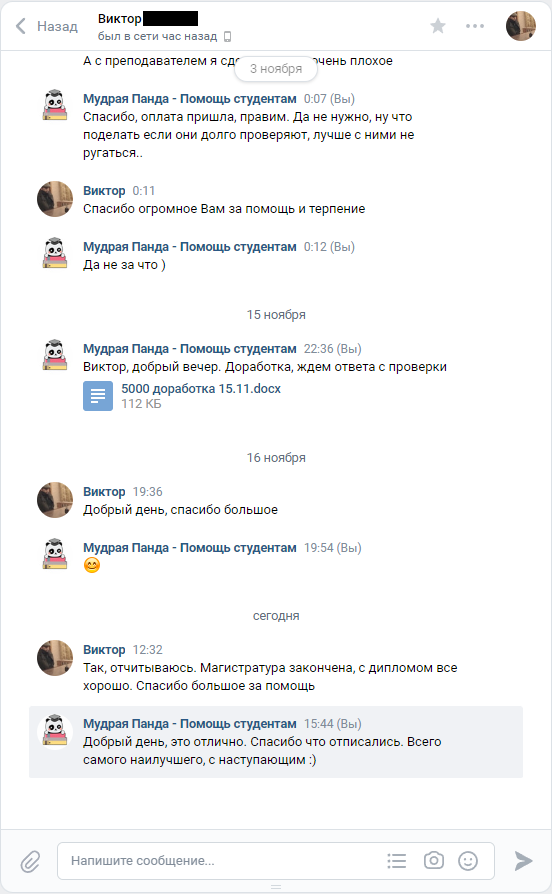 Назад
Виктор
был в сети час назад
А с преподавателем я сд
очень плохое
3 ноября
Мудрая Панда - Помощь студентам 0:07 (Вы)
Спасибо, оплата пришла, правим. Да не нужно, ну что
поделать если они долго проверяют, лучше с ними не
ругаться..
Виктор 0:11
Спасибо огромное Вам за помощь и терпение
Мудрая Панда - Помощь студентам 0:12 (Вы)
Да не за что )
15 ноября
Мудрая Панда - Помощь студентам 22:36 (Вы)
Виктор, добрый вечер. Доработка, ждем ответа с проверки
5000 доработка 15.11.docx
112 КБ
16 ноября
Виктор 19:36
Добрый день, спасибо большое
Мудрая Панда - Помощь студентам 19:54 (Вы)
сегодня
Виктор 12:32
Так, отчитываюсь. Магистратура закончена, с дипломом все
хорошо. Спасибо большое за помощь
Мудрая Панда - Помощь студентам 15:44 (Вы)
Добрый день, это отлично. Спасибо что отписались. Всего
самого наилучшего, с наступающим :)
Напишите сообщение...